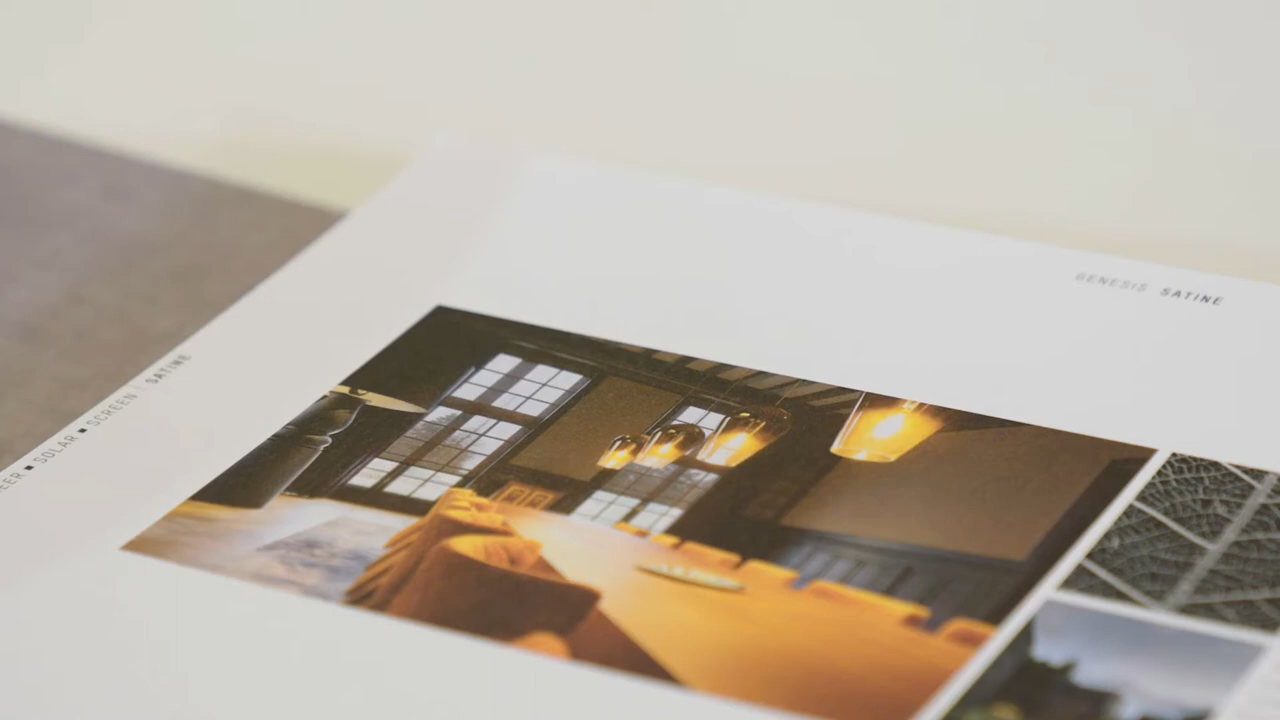 GENESIS SATINE
EER ▪ SOLAR ▪ SCREEN | SATINE